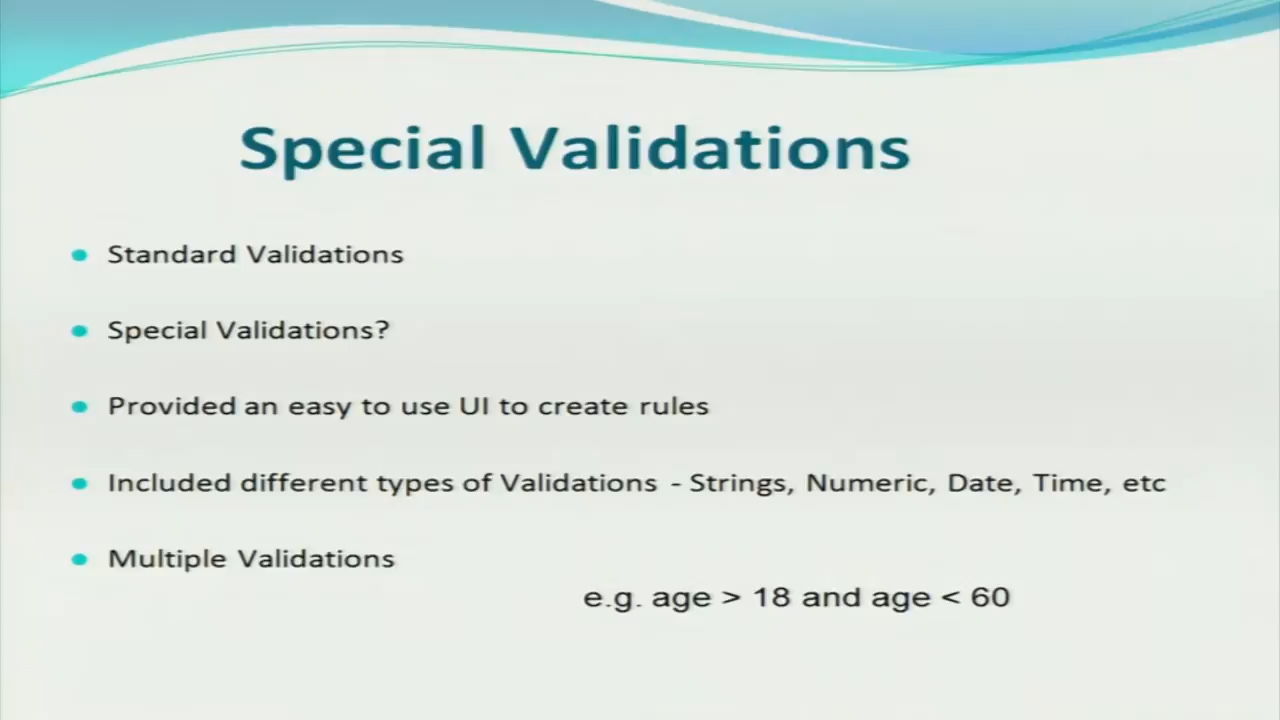 Special Validations
Standard Validations
Special Validations?
Provided an easy to use UI to create rules
Included different types of Validations - Strings, Numeric, Date, Time, etc
Multiple Validations
e.g. age > 18 and age < 60